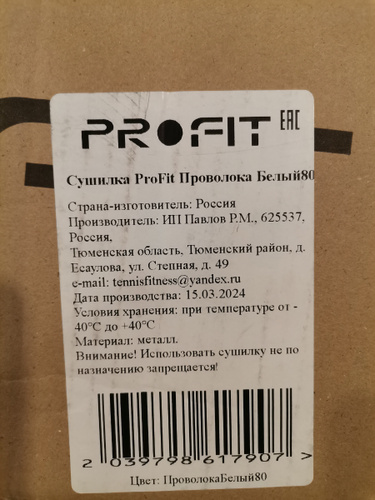 PROFIT EAC
Сушилка ProFit Проволока Белый80
Страна-изготовитель: Россия
Производитель: ИП Павлов Р.М., 625537,
Россия,
Тюменская область, Тюменский район, д.
Есаулова, ул. Степная, д. 49
e-mail: tennisfitness@yandex.ru
Дата производства: 15.03.2024
Условия хранения: при температуре от -
40°C до +40°C
Материал: металл.
Внимание! Использовать сушилку не по
назначению запрещается!
2 039798 617907 >
Цвет: ПроволокаБелый80